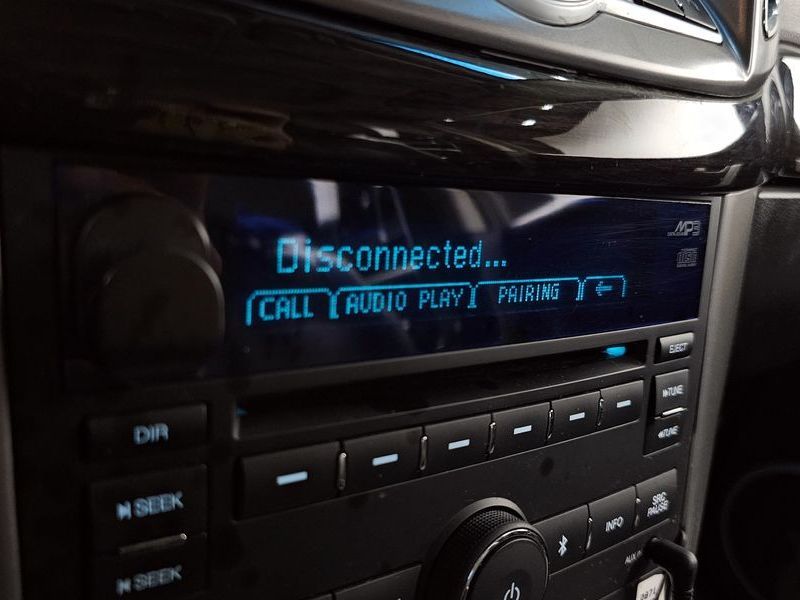 Disconnected...
CALL AUDIO PLAY PAIRING ←
MP3
EJECT
DIR
TUNE
TUNE
SEEK
SEEK
INFO
SRC
PAUSE
AUX IN